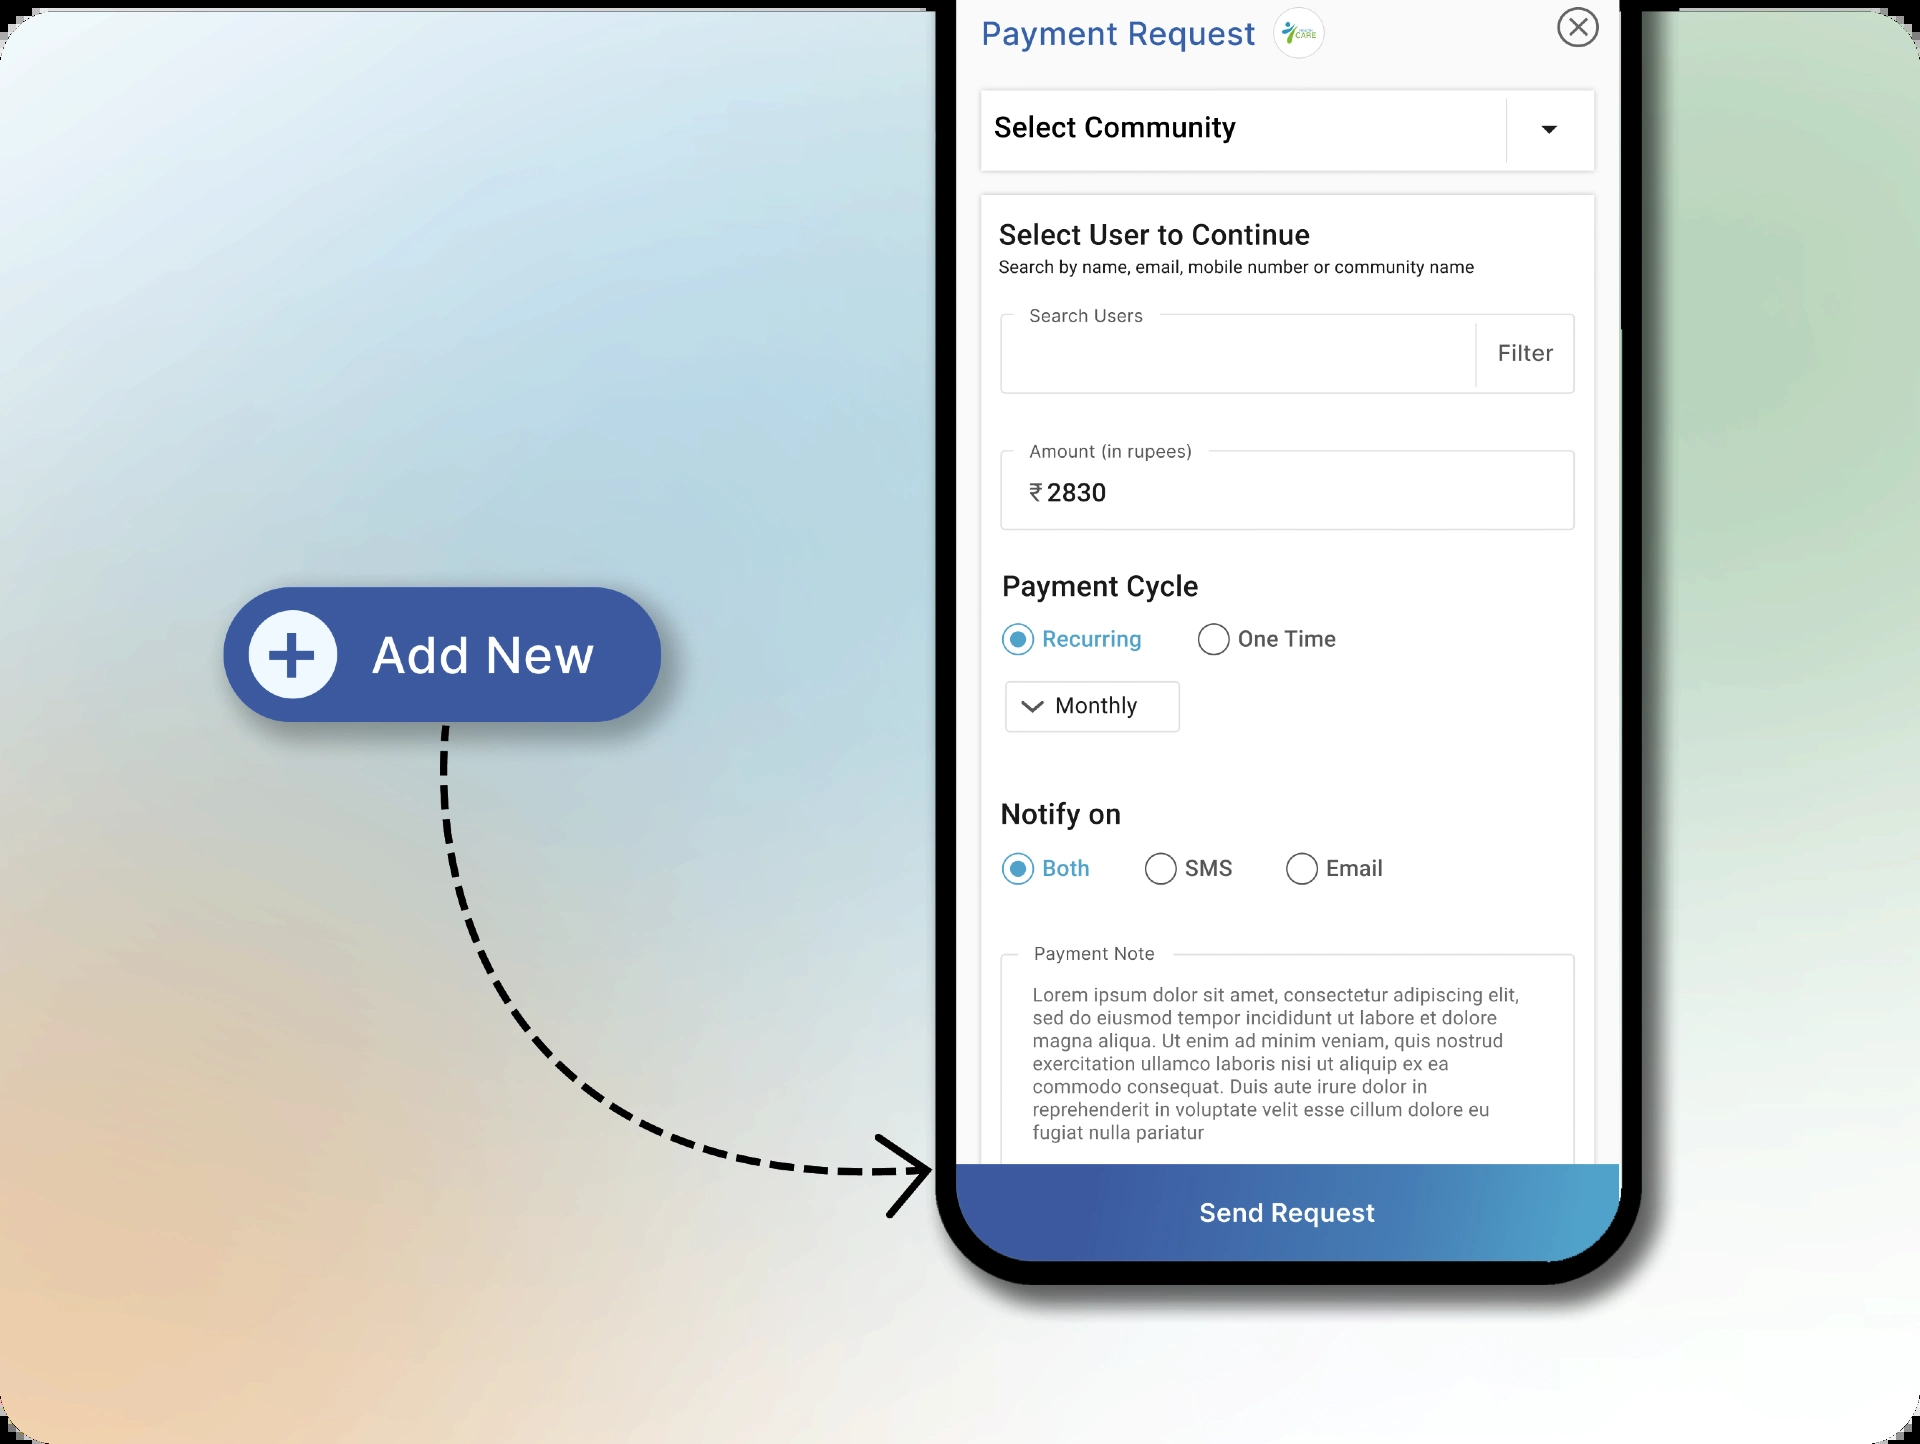 Payment Request
CARE
Select Community
Select User to Continue
Search by name, email, mobile number or community name
Search Users
Filter
Amount (in rupees)
₹ 2830
Payment Cycle
Recurring
One Time
Monthly
Add New
Notify on
Both
SMS
Email
Payment Note
Lorem ipsum dolor sit amet, consectetur adipiscing elit,
sed do eiusmod tempor incididunt ut labore et dolore
magna aliqua. Ut enim ad minim veniam, quis nostrud
exercitation ullamco laboris nisi ut aliquip ex ea
commodo consequat. Duis aute irure dolor in
reprehenderit in voluptate velit esse cillum dolore eu
fugiat nulla pariatur
Send Request